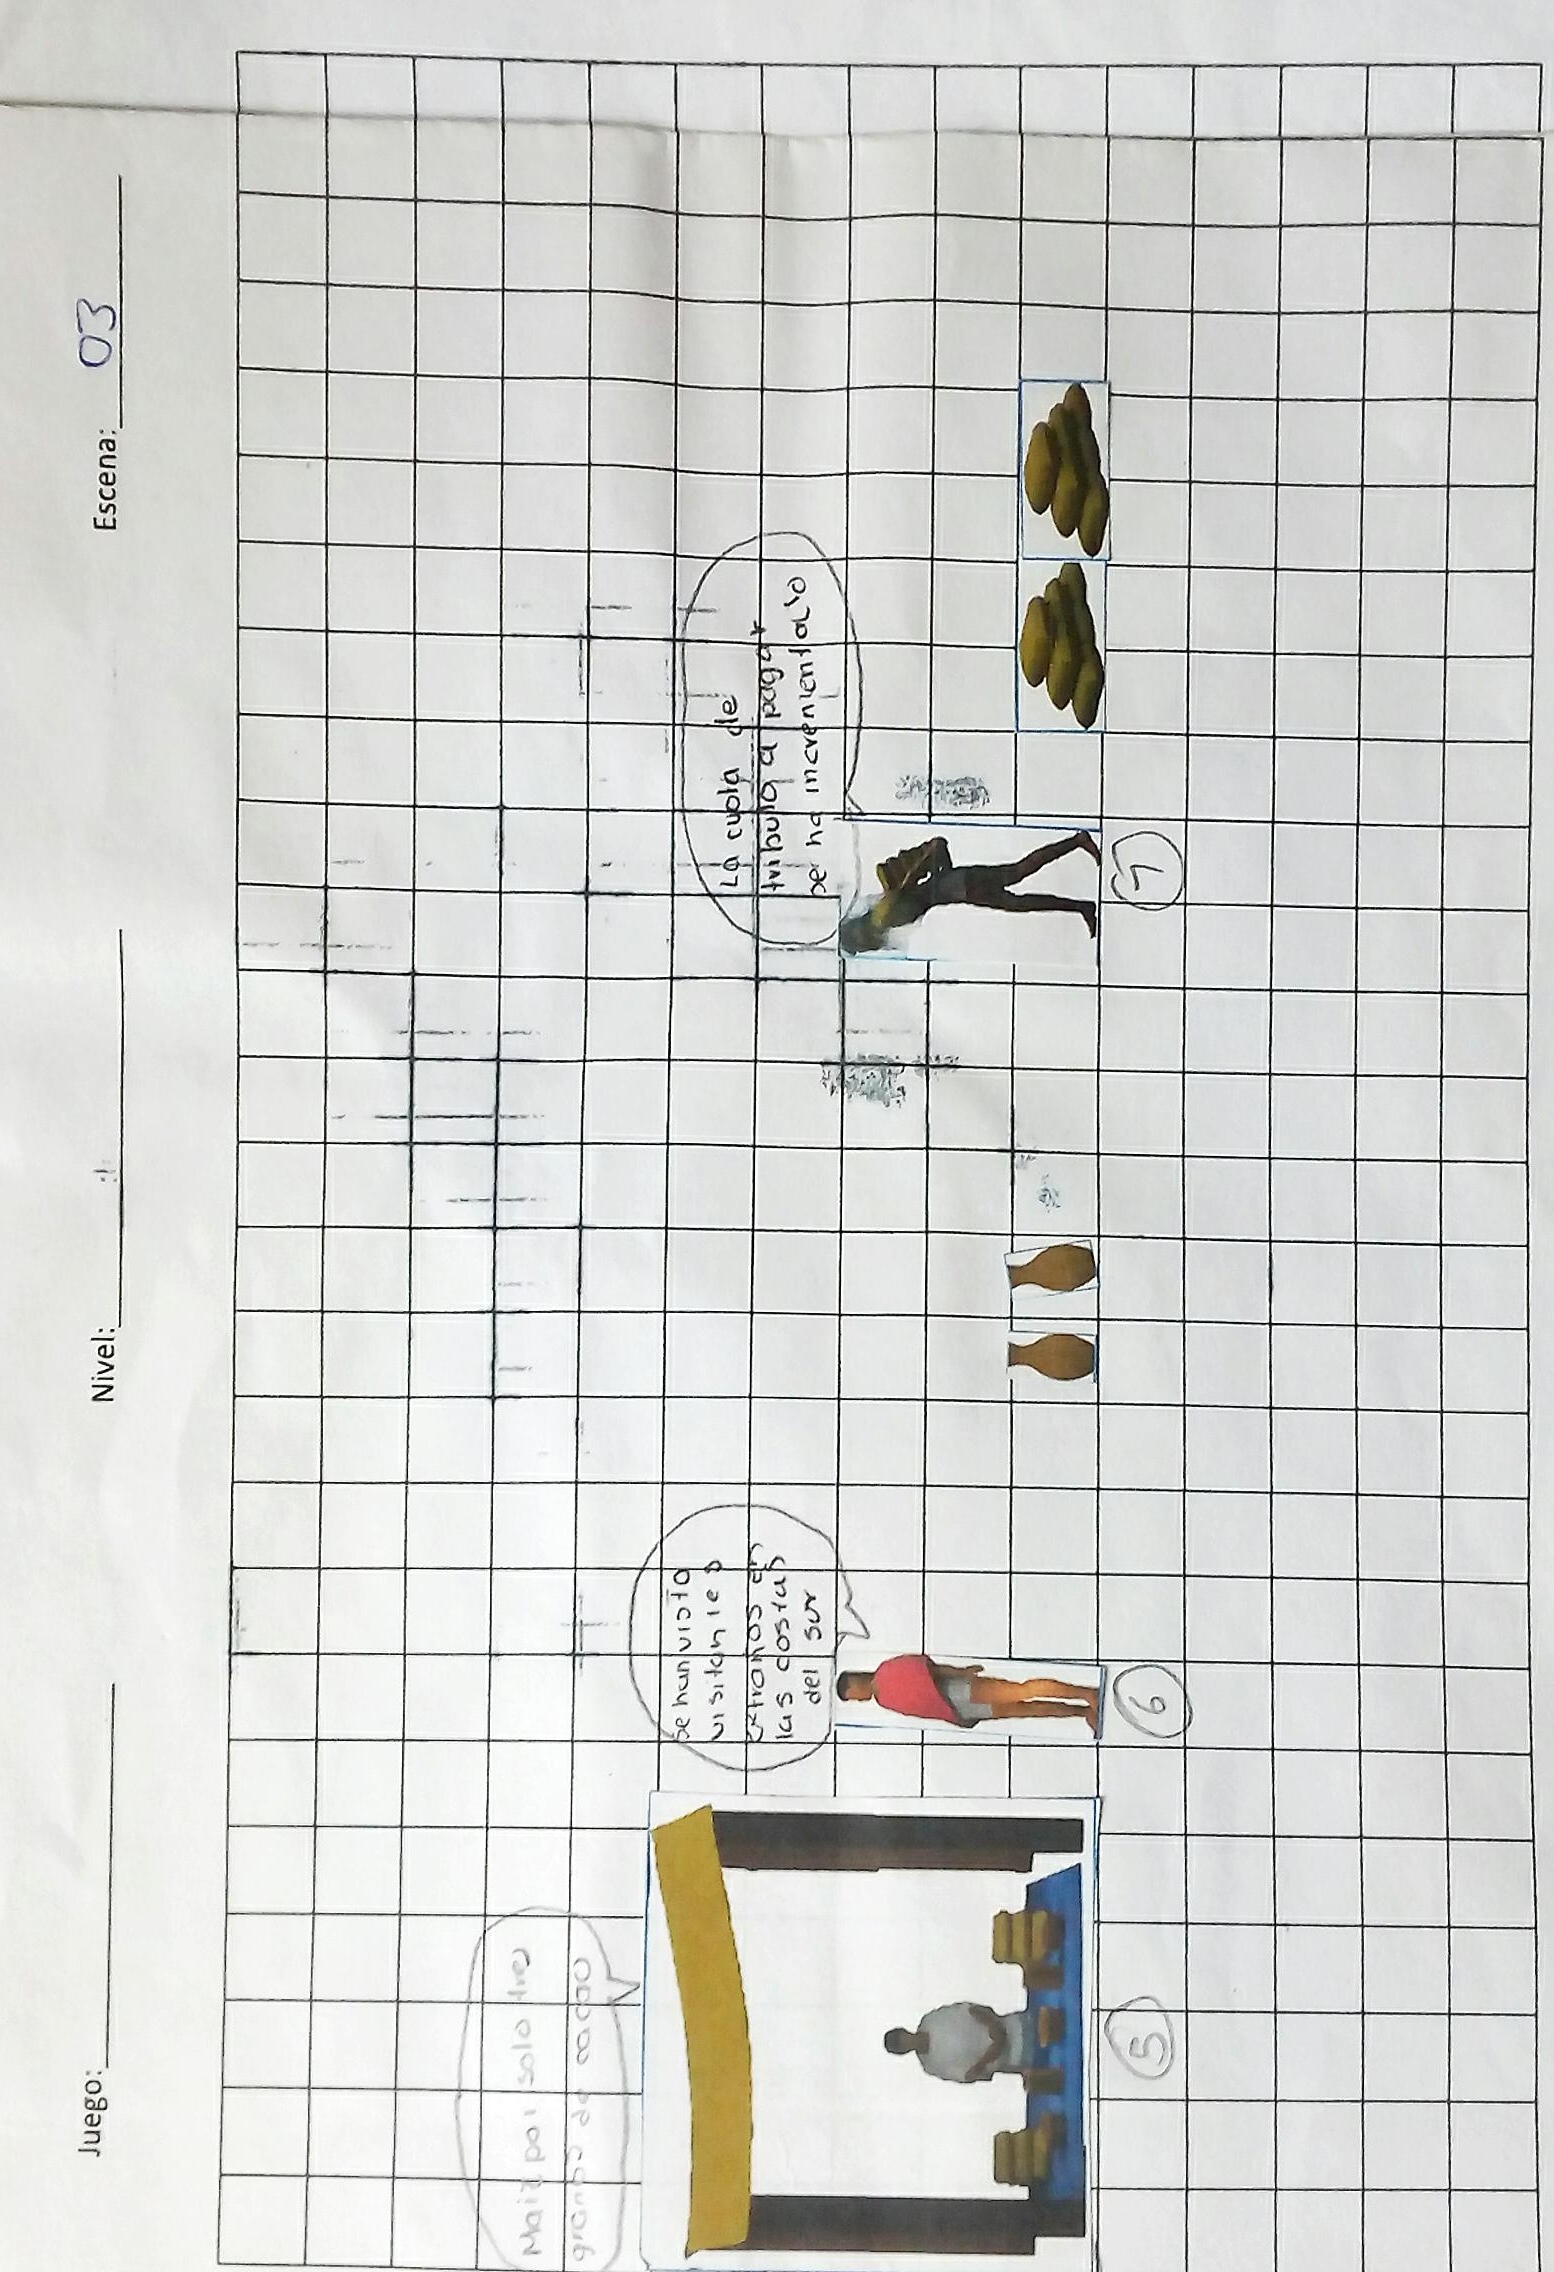 Juego:
Nivel:
Escena: 03
Maiz por solo tres
granos de cacao
Se han visto
visitantes
extraños en
las costas
del sur
La cuota de
tributo a pagar
se ha incrementado
5
6
7